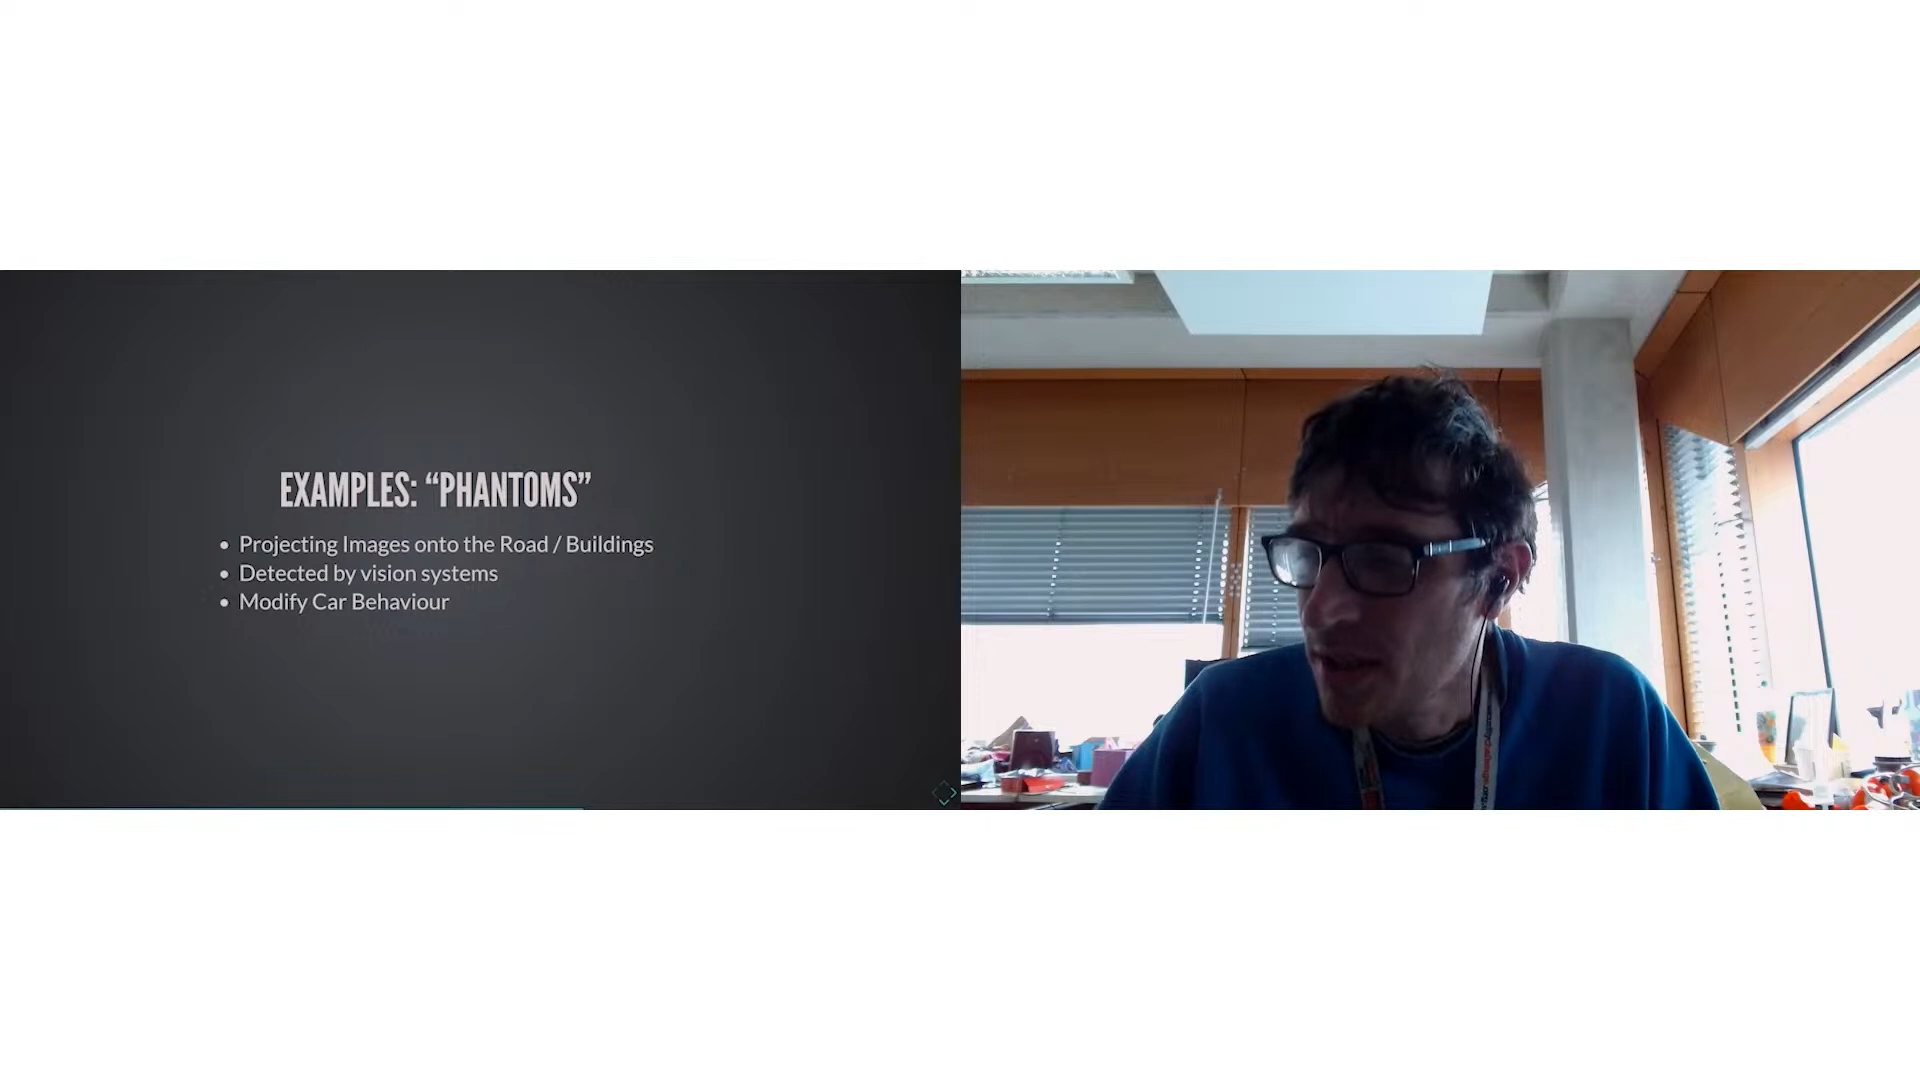 EXAMPLES: “PHANTOMS”
• Projecting Images onto the Road / Buildings
• Detected by vision systems
• Modify Car Behaviour